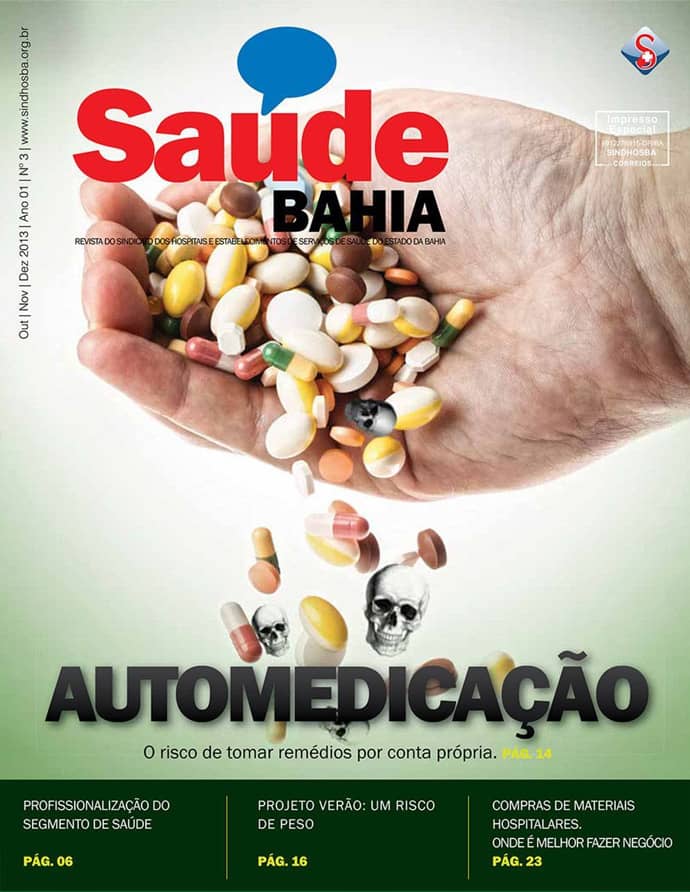 Out | Nov | Dez 2013 | Ano 01 | Nº 3 | www.sindhosba.org.br
S
Saúde
BAHIA
REVISTA DO SINDICATO DOS HOSPITAIS E ESTABELECIMENTOS DE SERVIÇOS DE SAÚDE DO ESTADO DA BAHIA
Impresso
Especial
SINDHOSBA
CORREIOS
AUTOMEDICAÇÃO
O risco de tomar remédios por conta própria. PÁG. 14
PROFISSIONALIZAÇÃO DO
SEGMENTO DE SAÚDE
PÁG. 06
PROJETO VERÃO: UM RISCO
DE PESO
PÁG. 16
COMPRAS DE MATERIAIS
HOSPITALARES.
ONDE É MELHOR FAZER NEGÓCIO
PÁG. 23